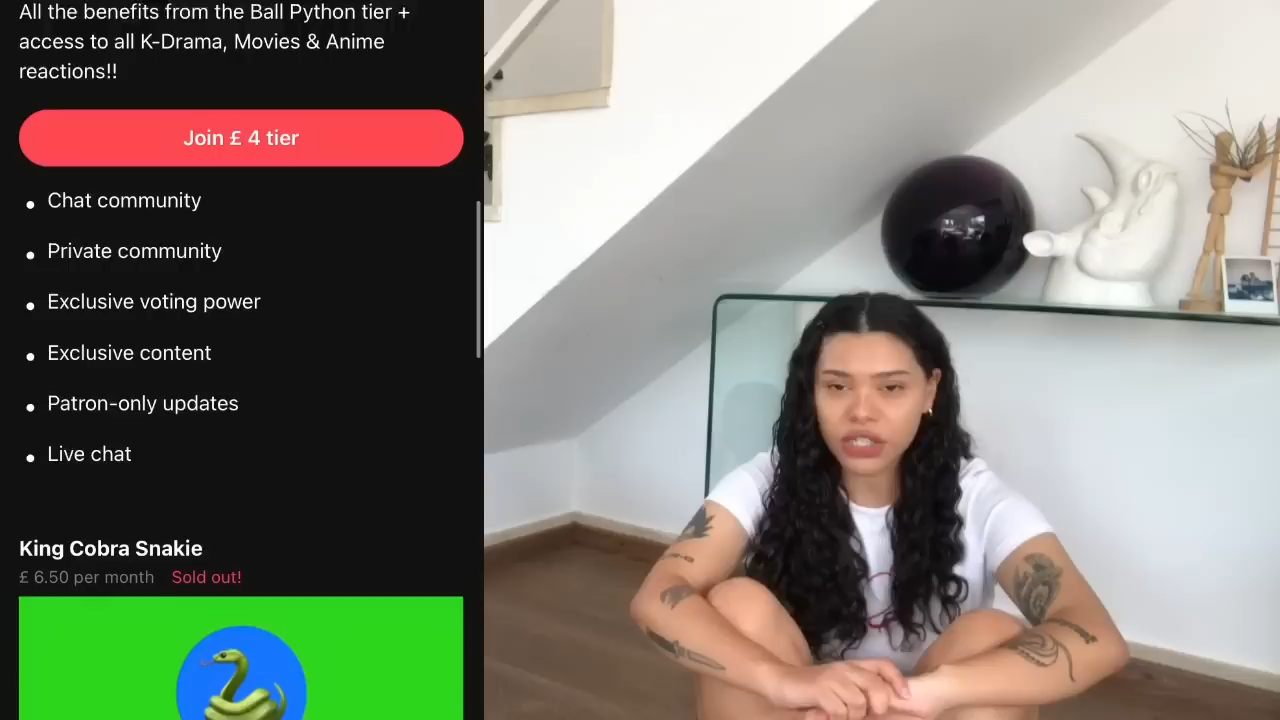 All the benefits from the Ball Python tier +
access to all K-Drama, Movies & Anime
reactions!!
Join £ 4 tier
• Chat community
• Private community
• Exclusive voting power
• Exclusive content
• Patron-only updates
• Live chat
King Cobra Snakie
£ 6.50 per month Sold out!